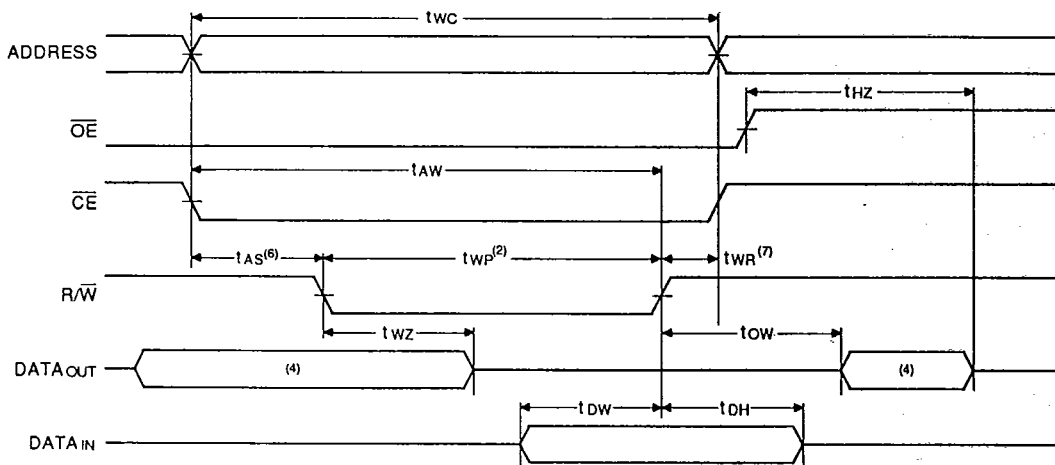 tWC
ADDRESS
tHZ
OE
tAW
CE
tAS(6) tWP(2) tWR(7)
R/W
tWZ tOW
DATAOUT (4) (4)
tDW tDH
DATAIN